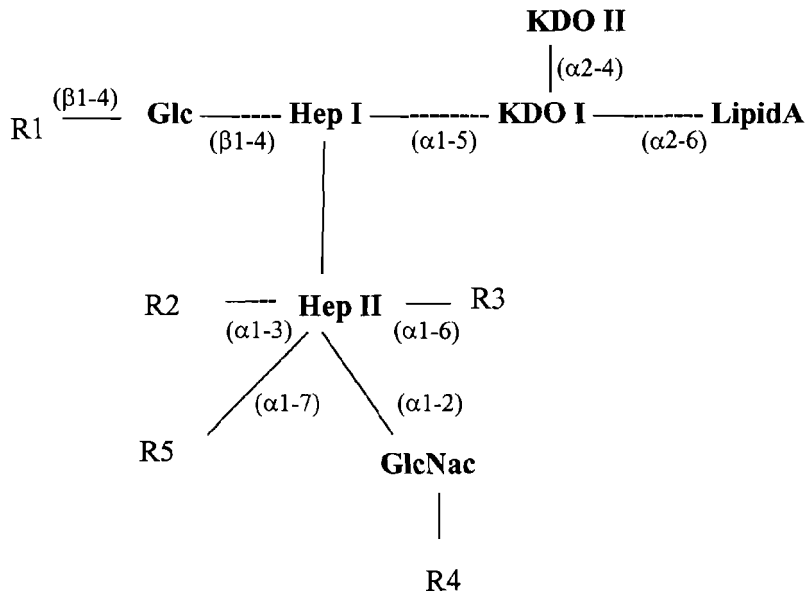 KDO II
(α2-4)
(β1-4)
R1 Glc Hep I KDO I LipidA
(β1-4) (α1-5) (α2-6)
R2 Hep II R3
(α1-3) (α1-6)
(α1-7) (α1-2)
R5
GlcNac
R4